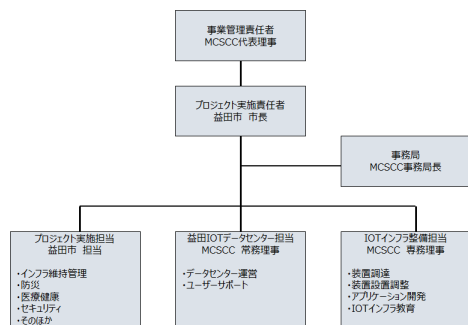 事業管理責任者
MCSCC代表理事
プロジェクト実施責任者
益田市 市長
事務局
MCSCC事務局長
プロジェクト実施担当
益田市 担当
・インフラ維持管理
・防災
・医療健康
・セキュリティ
・そのほか
益田IOTデータセンター担当
MCSCC 常務理事
・データセンター運営
・ユーザーサポート
IOTインフラ整備担当
MCSCC 専務理事
・装置調達
・装置設置調整
・アプリケーション開発
・IOTインフラ教育